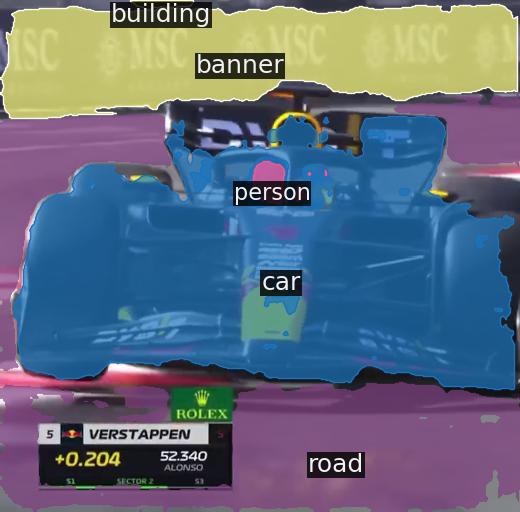 building
MSC
MSC
MSC
banner
person
car
ROLEX
5 VERSTAPPEN 5
+0.204 52.340
ALONSO
S1 SECTOR 2 S3
road